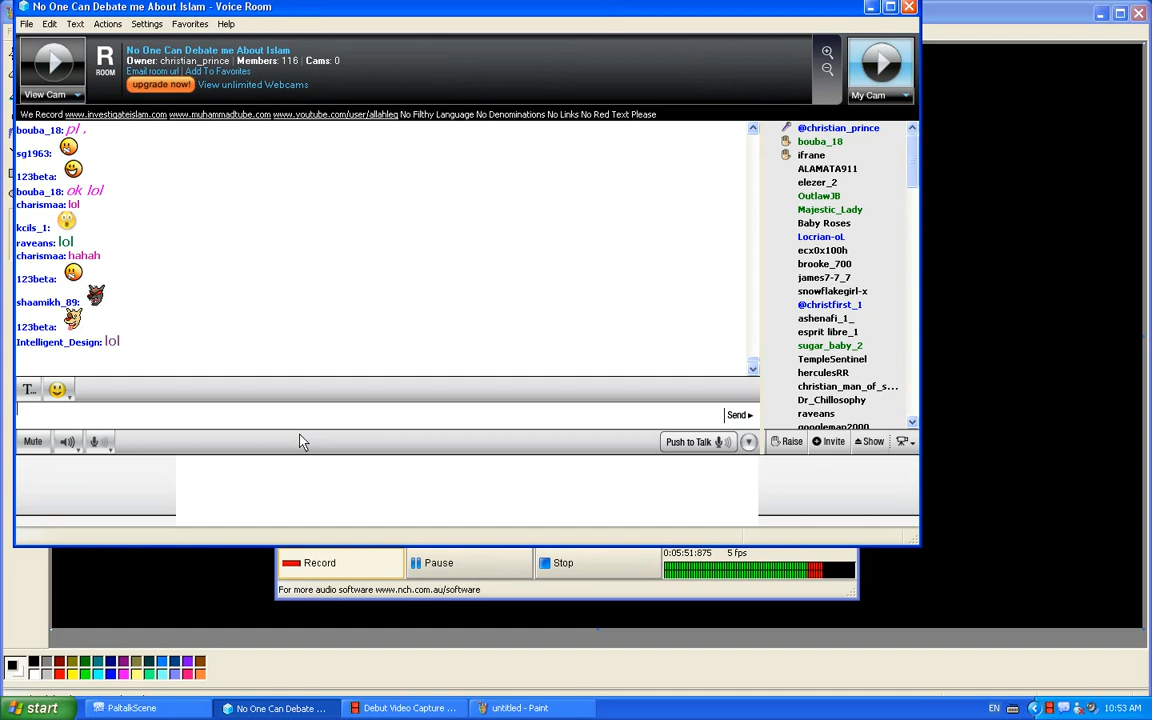 No One Can Debate me About Islam - Voice Room
File Edit Text Actions Settings Favorites Help
View Cam
R
ROOM
No One Can Debate me About Islam
Owner: christian_prince | Members: 116 | Cams: 0
Email room url | Add To Favorites
upgrade now! View unlimited Webcams
My Cam
We Record www.investigateislam.com www.muhammadtube.com www.youtube.com/user/allahleg No Filthy Language No Denominations No Links No Red Text Please
bouba_18: pl ,
sg1963:
123beta:
bouba_18: ok lol
charismaa: lol
kcils_1:
raveans: lol
charismaa: hahah
123beta:
shaamikh_89:
123beta:
Intelligent_Design: lol
@christian_prince
bouba_18
ifrane
ALAMATA911
elezer_2
OutlawJB
Majestic_Lady
Baby Roses
Locrian-oL
ecx0x100h
brooke_700
james7-7_7
snowflakegirl-x
@christfirst_1
ashenafi_1_
esprit libre_1
sugar_baby_2
TempleSentinel
herculesRR
christian_man_of_s...
Dr_Chillosophy
raveans
googlemap2000
T...
Send
Mute
Push to Talk
Raise Invite Show
Record Pause Stop
0:05:51:875 5 fps
For more audio software www.nch.com.au/software
start PaltalkScene No One Can Debate ... Debut Video Capture ... untitled - Paint EN 10:53 AM